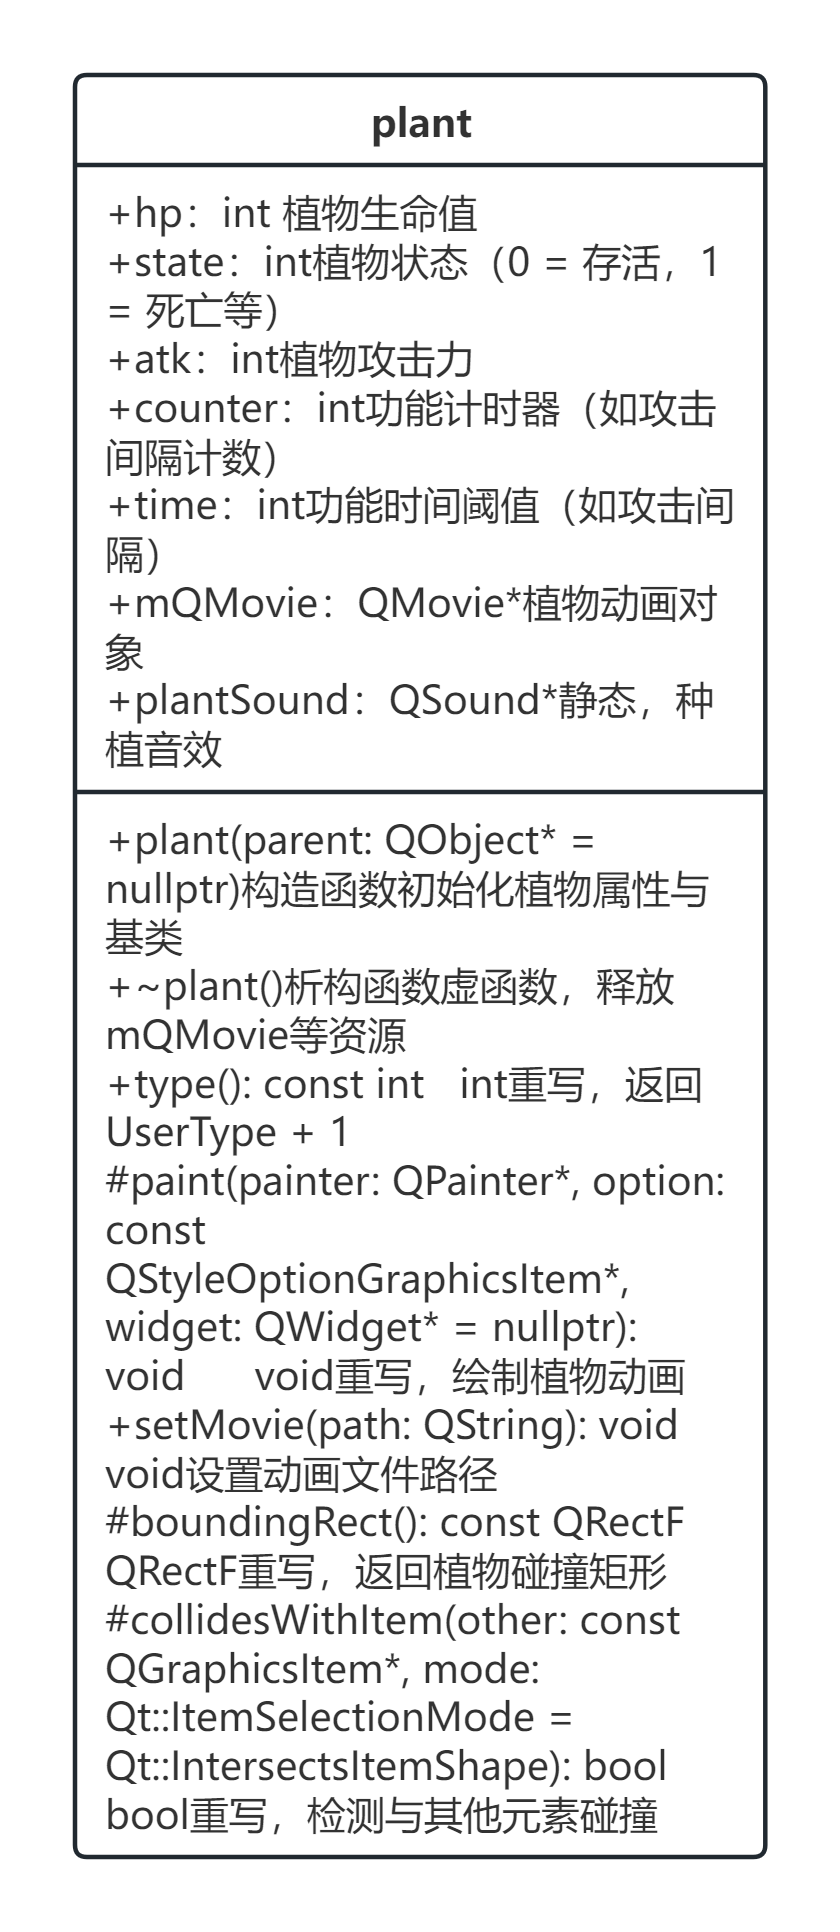 plant
+hp：int 植物生命值
+state：int植物状态（0 = 存活，1
= 死亡等）
+atk：int植物攻击力
+counter：int功能计时器（如攻击
间隔计数）
+time：int功能时间阈值（如攻击间
隔）
+mQMovie：QMovie*植物动画对
象
+plantSound：QSound*静态，种
植音效
+plant(parent: QObject* =
nullptr)构造函数初始化植物属性与
基类
+~plant()析构函数虚函数，释放
mQMovie等资源
+type(): const int   int重写，返回
UserType + 1
#paint(painter: QPainter*, option:
const
QStyleOptionGraphicsItem*,
widget: QWidget* = nullptr):
void      void重写，绘制植物动画
+setMovie(path: QString): void
void设置动画文件路径
#boundingRect(): const QRectF
QRectF重写，返回植物碰撞矩形
#collidesWithItem(other: const
QGraphicsItem*, mode:
Qt::ItemSelectionMode =
Qt::IntersectsItemShape): bool
bool重写，检测与其他元素碰撞